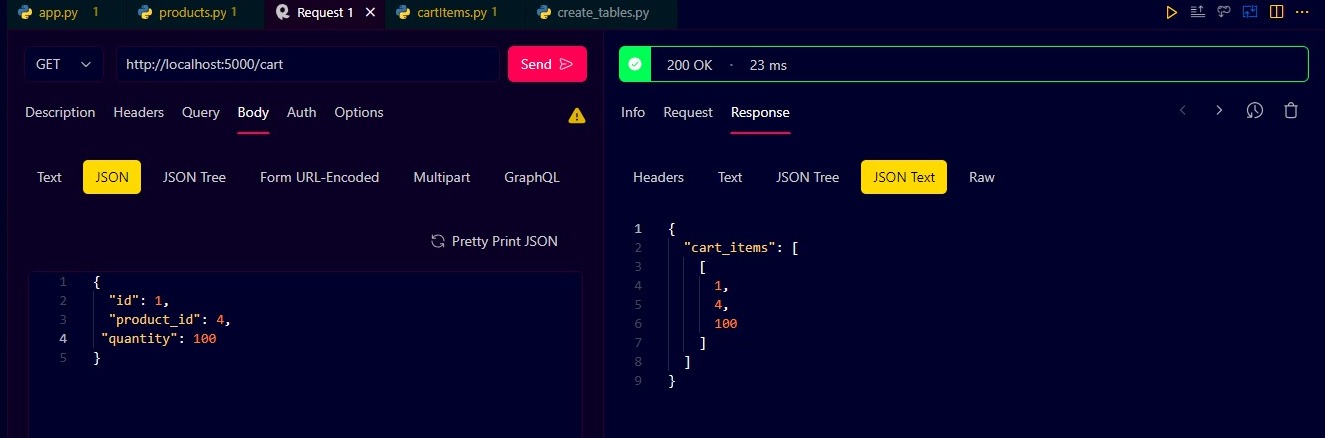 app.py 1 products.py 1 Request 1 × cartItems.py 1 create_tables.py
GET http://localhost:5000/cart Send
Description Headers Query Body Auth Options
Text JSON JSON Tree Form URL-Encoded Multipart GraphQL
Pretty Print JSON
1 {
2 "id": 1,
3 "product_id": 4,
4 "quantity": 100
5 }
200 OK · 23 ms
Info Request Response
Headers Text JSON Tree JSON Text Raw
1 {
2 "cart_items": [
3 [
4 1,
5 4,
6 100
7 ]
8 ]
9 }